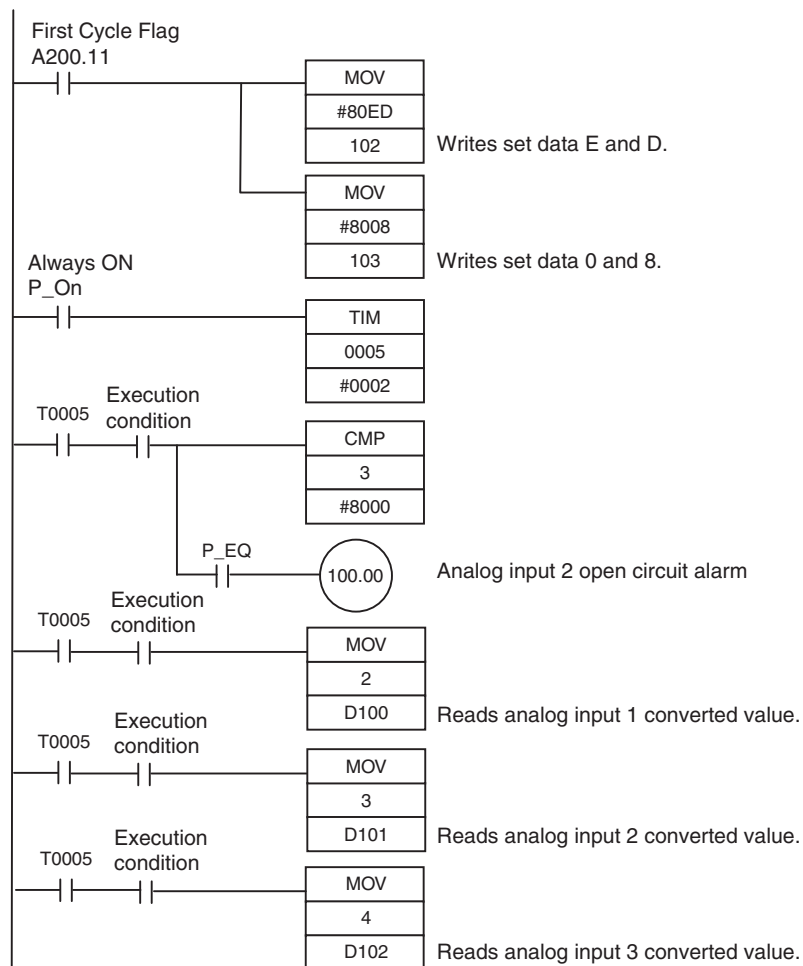 First Cycle Flag
A200.11
MOV
#80ED
102 Writes set data E and D.
MOV
#8008
103 Writes set data 0 and 8.
Always ON
P_On
TIM
0005
#0002
Execution
T0005 condition
CMP
3
#8000
P_EQ
100.00 Analog input 2 open circuit alarm
Execution
T0005 condition
MOV
2
D100 Reads analog input 1 converted value.
Execution
T0005 condition
MOV
3
D101 Reads analog input 2 converted value.
Execution
T0005 condition
MOV
4
D102 Reads analog input 3 converted value.